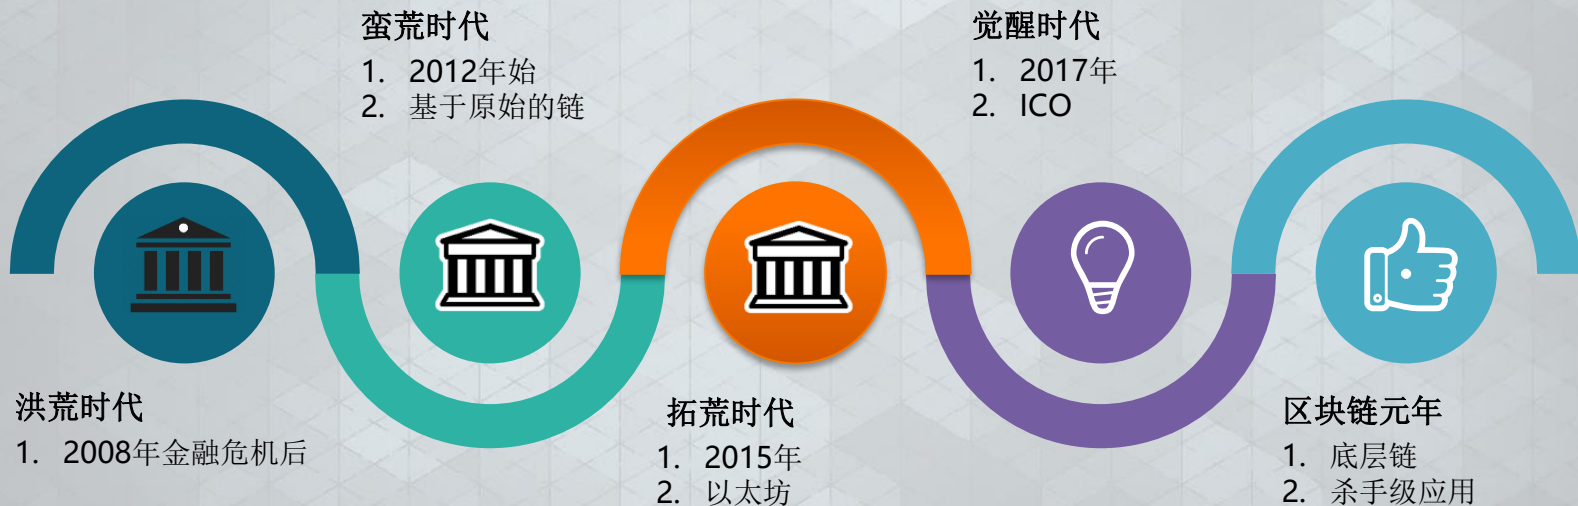 蛮荒时代
1. 2012年始
2. 基于原始的链
觉醒时代
1. 2017年
2. ICO
洪荒时代
1. 2008年金融危机后
拓荒时代
1. 2015年
2. 以太坊
区块链元年
1. 底层链
2. 杀手级应用